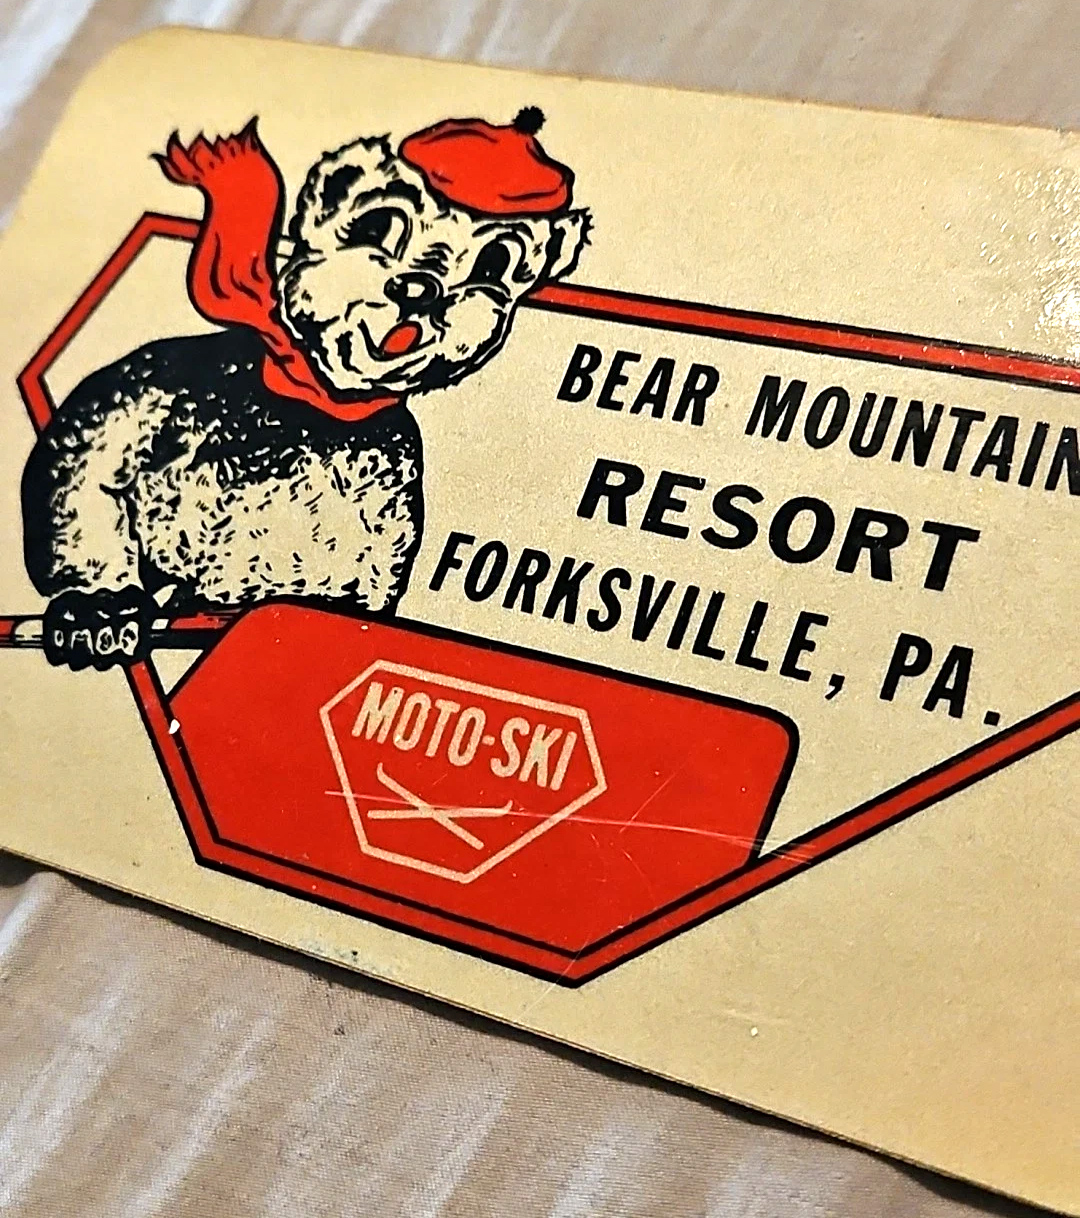 BEAR MOUNTAIN
RESORT
FORKSVILLE, PA.
MOTO-SKI